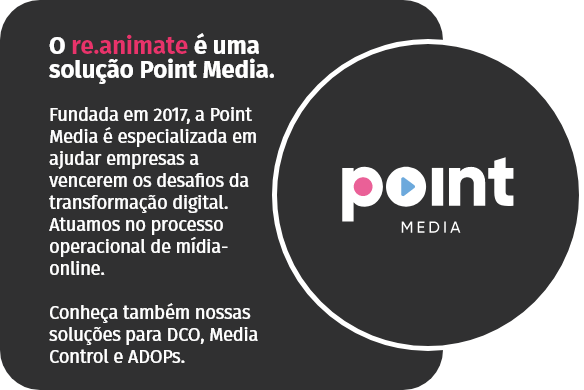 O re.animate é uma
solução Point Media.
Fundada em 2017, a Point
Media é especializada em
ajudar empresas a
vencerem os desafios da
transformação digital.
Atuamos no processo
operacional de mídia-
online.
Conheça também nossas
soluções para DCO, Media
Control e ADOPs.
point
MEDIA